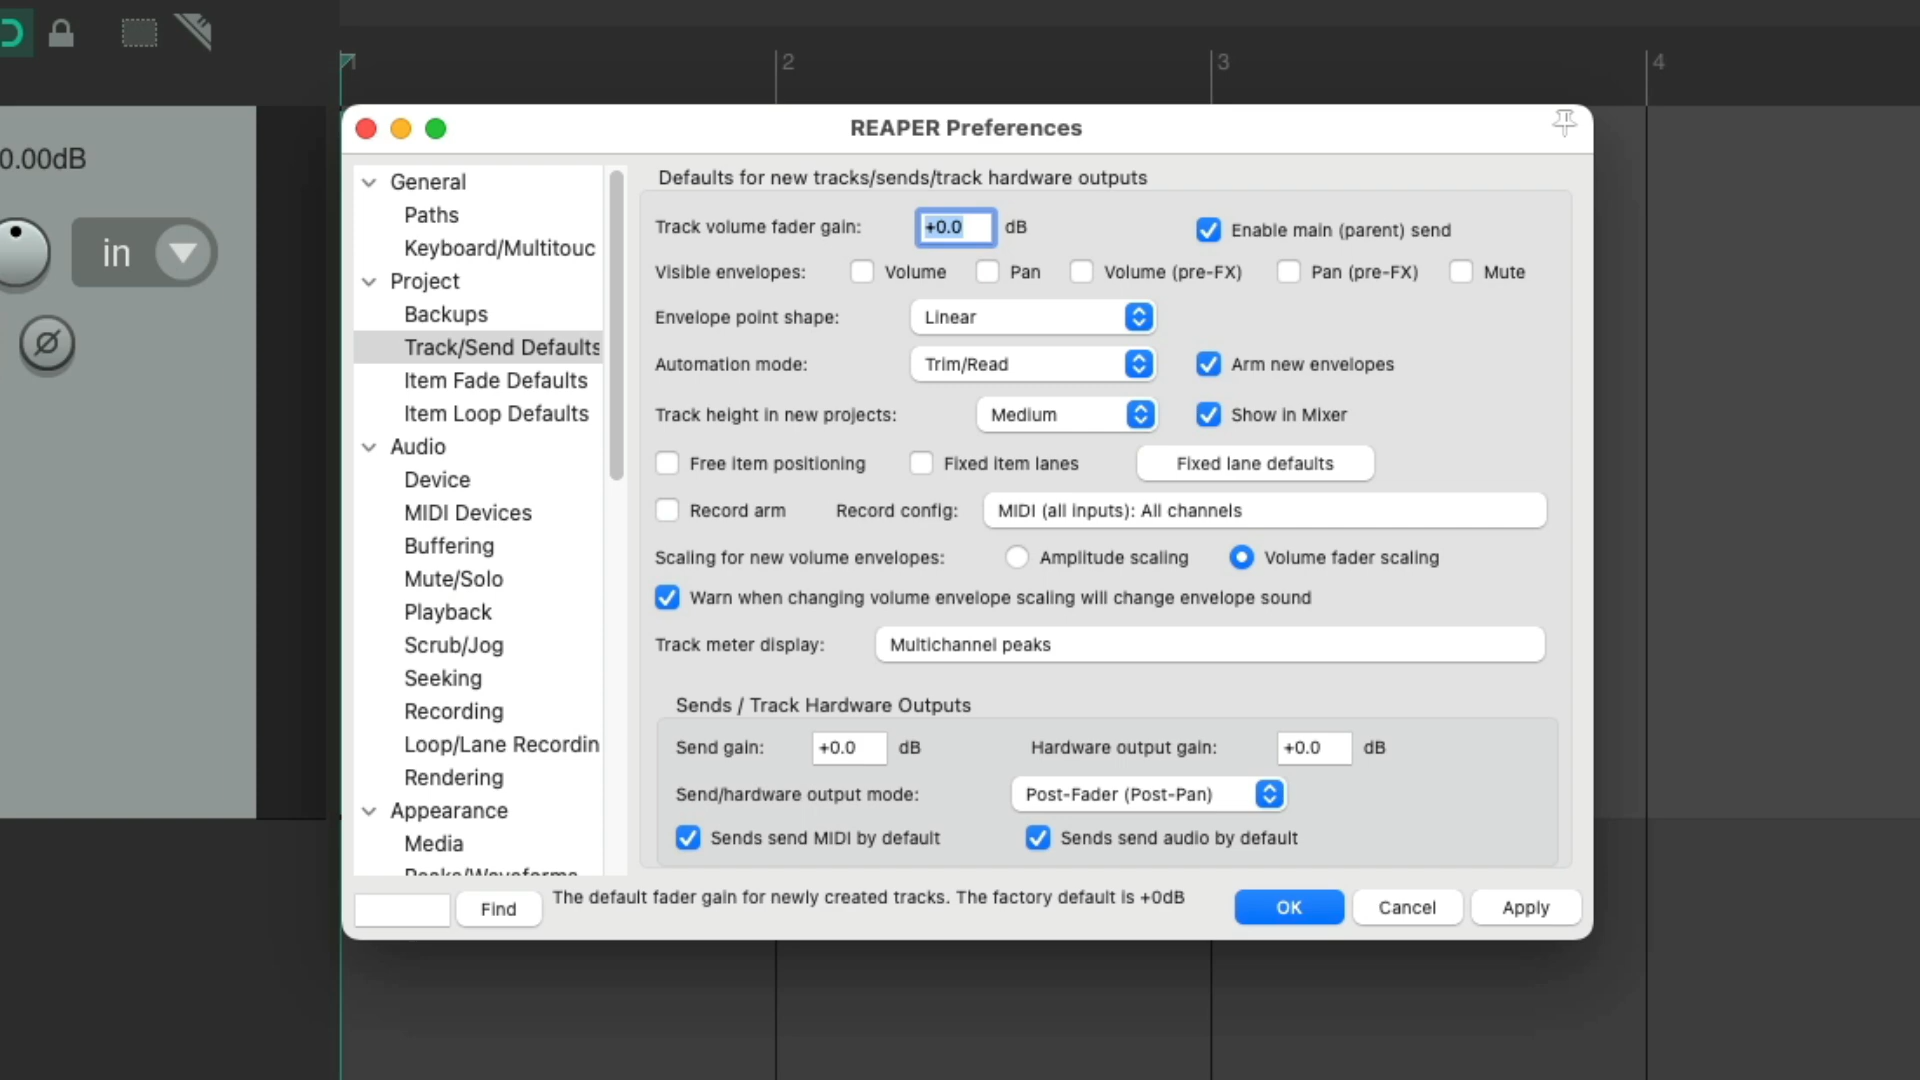 1 2 3 4
0.00dB
in
REAPER Preferences
General
Paths
Keyboard/Multitouc
Project
Backups
Track/Send Defaults
Item Fade Defaults
Item Loop Defaults
Audio
Device
MIDI Devices
Buffering
Mute/Solo
Playback
Scrub/Jog
Seeking
Recording
Loop/Lane Recordin
Rendering
Appearance
Media
Peaks/Waveforms
Find
Defaults for new tracks/sends/track hardware outputs
Track volume fader gain: +0.0 dB Enable main (parent) send
Visible envelopes: Volume Pan Volume (pre-FX) Pan (pre-FX) Mute
Envelope point shape: Linear
Automation mode: Trim/Read Arm new envelopes
Track height in new projects: Medium Show in Mixer
Free item positioning Fixed item lanes Fixed lane defaults
Record arm Record config: MIDI (all inputs): All channels
Scaling for new volume envelopes: Amplitude scaling Volume fader scaling
Warn when changing volume envelope scaling will change envelope sound
Track meter display: Multichannel peaks
Sends / Track Hardware Outputs
Send gain: +0.0 dB Hardware output gain: +0.0 dB
Send/hardware output mode: Post-Fader (Post-Pan)
Sends send MIDI by default Sends send audio by default
The default fader gain for newly created tracks. The factory default is +0dB
OK Cancel Apply